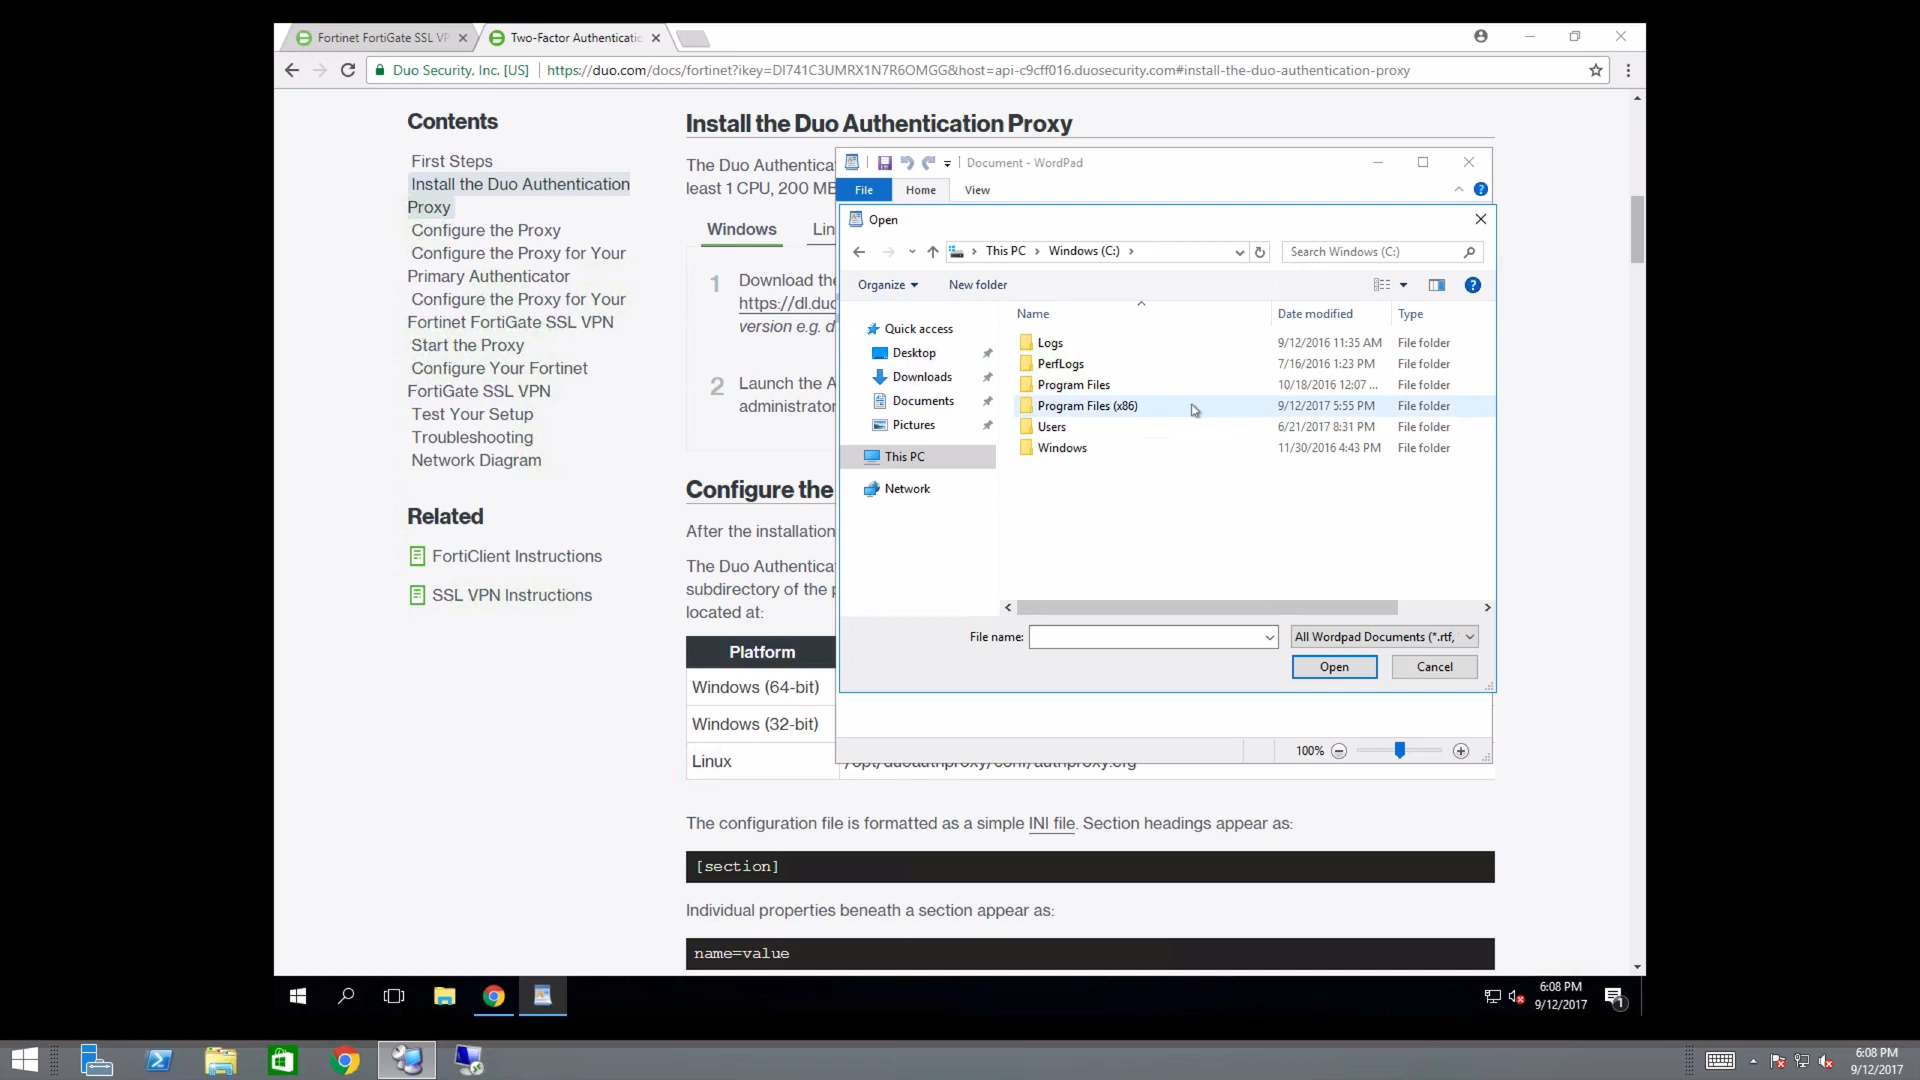 Fortinet FortiGate SSL VP
Two-Factor Authenticatio
Duo Security, Inc. [US]
https://duo.com/docs/fortinet?ikey=DI741C3UMRX1N7R6OMGG&host=api-c9cff016.duosecurity.com#install-the-duo-authentication-proxy
Contents
First Steps
Install the Duo Authentication
Proxy
Configure the Proxy
Configure the Proxy for Your
Primary Authenticator
Configure the Proxy for Your
Fortinet FortiGate SSL VPN
Start the Proxy
Configure Your Fortinet
FortiGate SSL VPN
Test Your Setup
Troubleshooting
Network Diagram
Related
FortiClient Instructions
SSL VPN Instructions
Install the Duo Authentication Proxy
The Duo Authentica
least 1 CPU, 200 MB
Windows
Lin
1
Download the
https://dl.duo
version e.g. d
2
Launch the A
administrator
Configure the
After the installation
The Duo Authentica
subdirectory of the p
located at:
Platform
Windows (64-bit)
Windows (32-bit)
Linux
/opt/duoauthproxy/conf/authproxy.cfg
The configuration file is formatted as a simple INI file. Section headings appear as:
[section]
Individual properties beneath a section appear as:
name=value
Document - WordPad
File
Home
View
Open
This PC
Windows (C:)
Search Windows (C:)
Organize
New folder
Quick access
Desktop
Downloads
Documents
Pictures
This PC
Network
Name
Date modified
Type
Logs
9/12/2016 11:35 AM
File folder
PerfLogs
7/16/2016 1:23 PM
File folder
Program Files
10/18/2016 12:07 ...
File folder
Program Files (x86)
9/12/2017 5:55 PM
File folder
Users
6/21/2017 8:31 PM
File folder
Windows
11/30/2016 4:43 PM
File folder
File name:
All Wordpad Documents (*.rtf,
Open
Cancel
100%
6:08 PM
9/12/2017
1
6:08 PM
9/12/2017